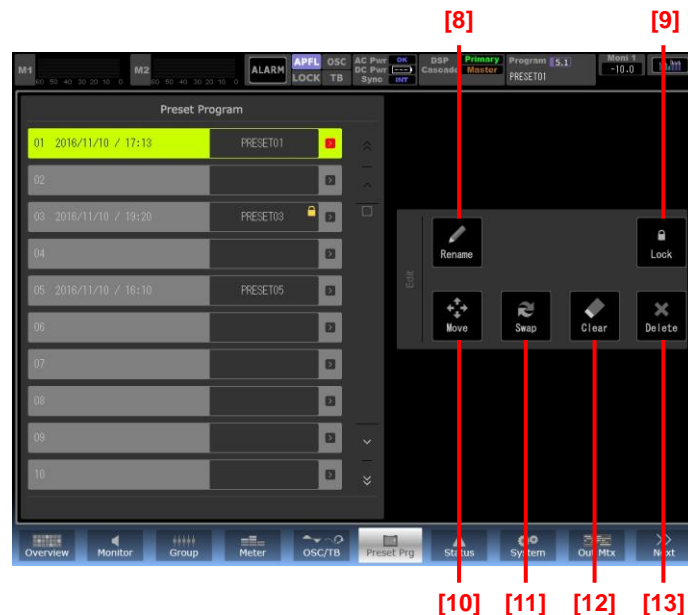 [8] [9]
M1 60 50 40 30 20 10 0 M2 60 50 40 30 20 10 0 ALARM APFL OSC LOCK TB AC Pwr OK DC Pwr [---] Sync INT DSP Primary Cascade Master Program 5.1 PRESET01 Moni 1 -10.0
Preset Program
01 2016/11/10 / 17:13 PRESET01
02
03 2016/11/10 / 19:20 PRESET03
04
05 2016/11/10 / 16:10 PRESET05
06
07
08
09
10
Edit
Rename Lock
Move Swap Clear Delete
Overview Monitor Group Meter OSC/TB Preset Prg Status System Out Mtx Next
[10] [11] [12] [13]